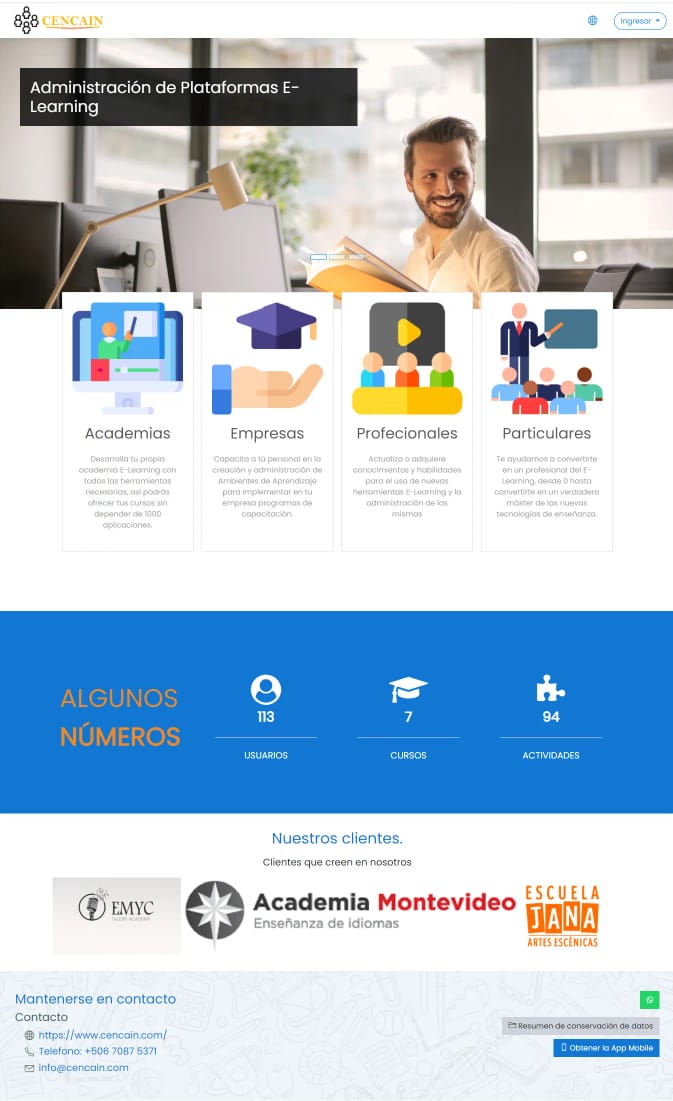 CENCAIN
Ingresar
Administración de Plataformas E-
Learning
Academias
Desarrolla tu propia
academia E-Learning con
todas las herramientas
necesarias, así podrás
ofrecer tus cursos sin
depender de 1000
aplicaciones.
Empresas
Capacita a tú personal en la
creación y administración de
Ambientes de Aprendizaje
para implementar en tu
empresa programas de
capacitación.
Profecionales
Actualiza o adquiere
conocimientos y habilidades
para el uso de nuevas
herramientas E-Learning y la
administración de las
mismas
Particulares
Te ayudamos a convertirte
en un profesional del E-
Learning, desde 0 hasta
convertirte en un verdadero
máster de las nuevas
tecnologías de enseñanza.
ALGUNOS
NÚMEROS
113
USUARIOS
7
CURSOS
94
ACTIVIDADES
Nuestros clientes.
Clientes que creen en nosotros
EMYC
TALENT ACADEMY
Academia Montevideo
Enseñanza de idiomas
ESCUELA
JANA
ARTES ESCÉNICAS
Mantenerse en contacto
Contacto
https://www.cencain.com/
Telefono: +506 7087 5371
info@cencain.com
Resumen de conservación de datos
Obtener la App Mobile